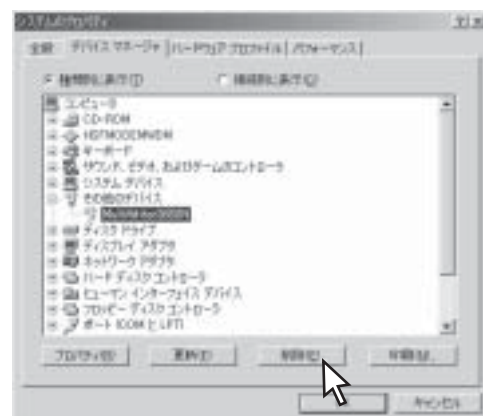 システムのプロパティ
全般 デバイス マネージャ ハードウェア プロファイル パフォーマンス
種類別に表示(T) 接続別に表示(C)
コンピュータ
CD-ROM
HSFMODEMWDM
キーボード
サウンド、ビデオ、およびゲームのコントローラ
システム デバイス
その他のデバイス
ディスク ドライブ
ディスプレイ アダプタ
ネットワーク アダプタ
ハード ディスク コントローラ
ヒューマン インターフェイス デバイス
フロッピー ディスク コントローラ
ポート (COM と LPT)
プロパティ(R) 更新(F) 削除(E) 印刷(N)...
キャンセル